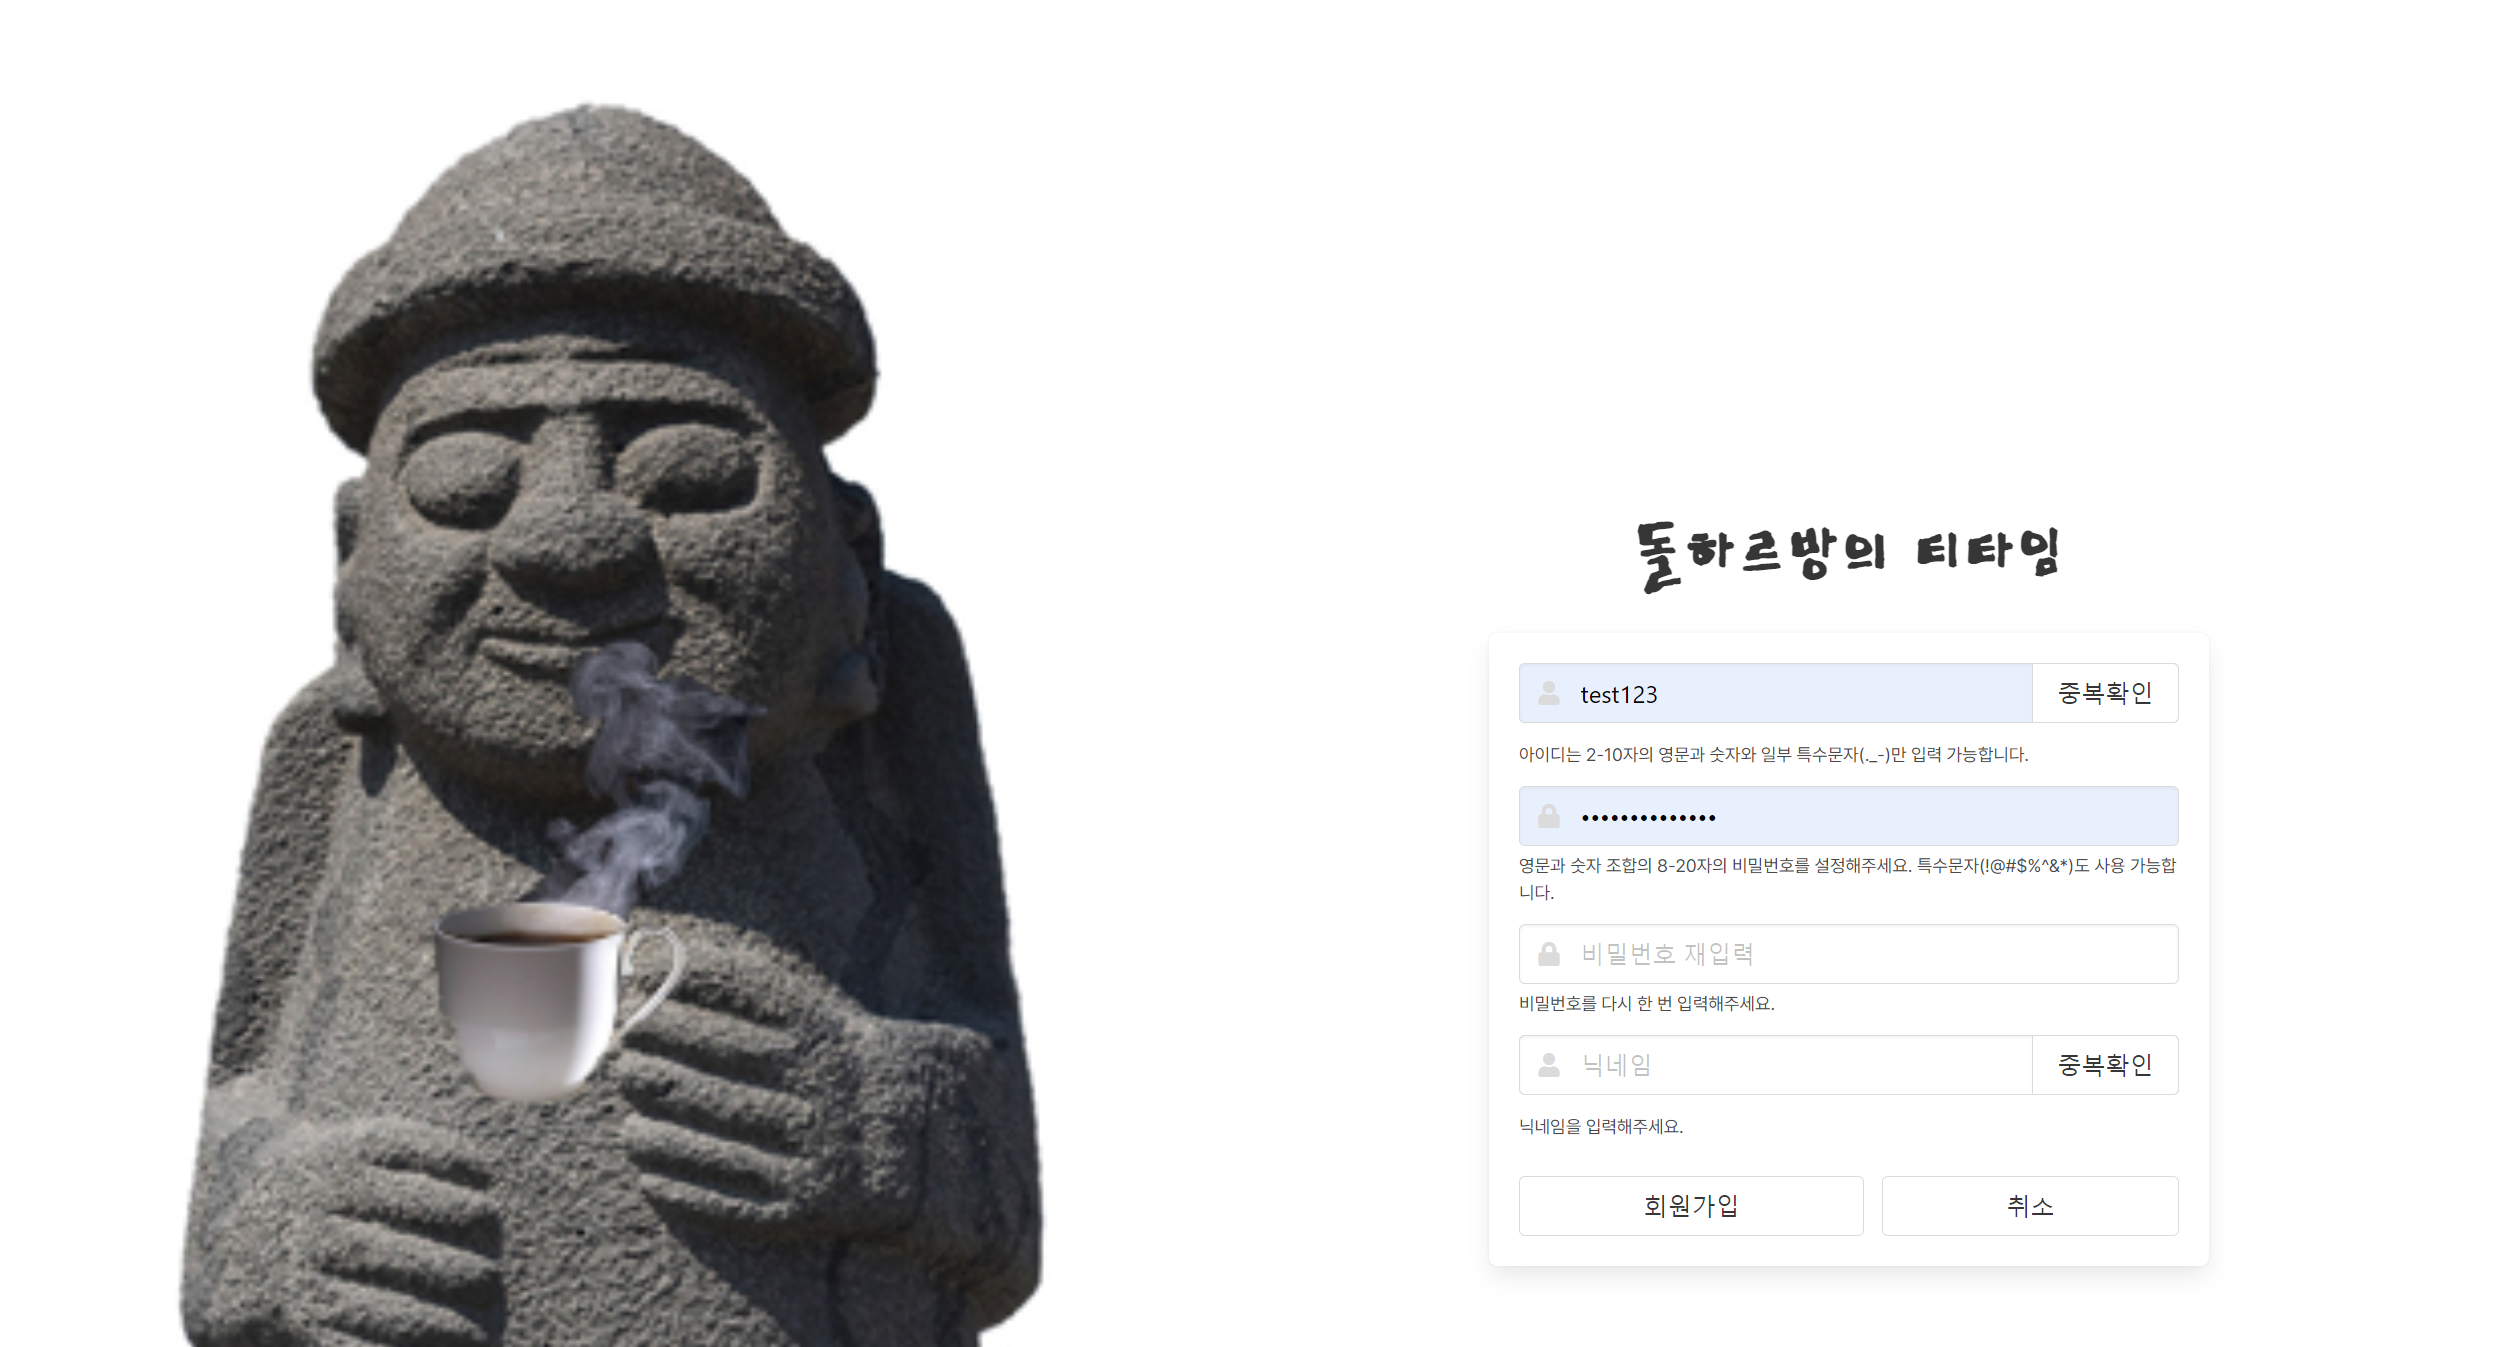 돌하르방의 티타임
test123 중복확인
아이디는 2-10자의 영문과 숫자와 일부 특수문자(._-)만 입력 가능합니다.
••••••••••••••
영문과 숫자 조합의 8-20자의 비밀번호를 설정해주세요. 특수문자(!@#$%^&*)도 사용 가능합
니다.
비밀번호 재입력
비밀번호를 다시 한 번 입력해주세요.
닉네임 중복확인
닉네임을 입력해주세요.
회원가입 취소